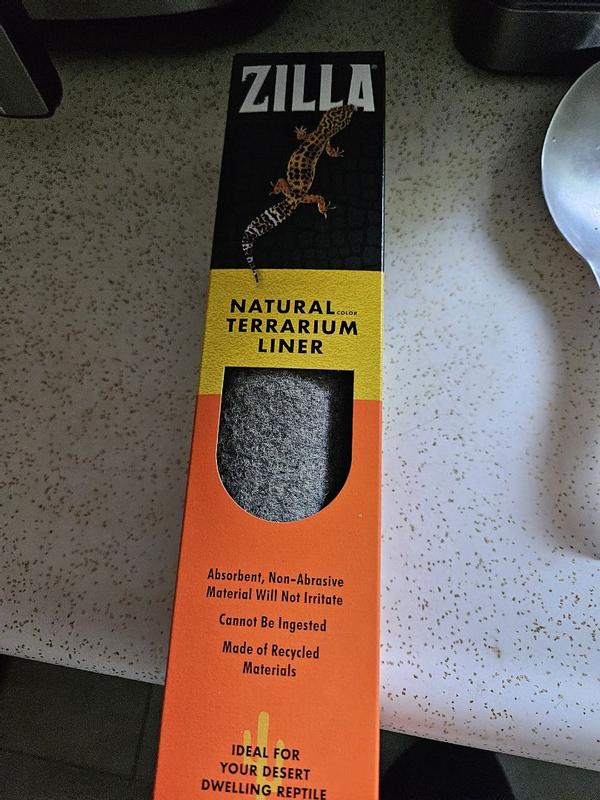 ZILLA
NATURAL COLOR
TERRARIUM
LINER
Absorbent, Non-Abrasive
Material Will Not Irritate
Cannot Be Ingested
Made of Recycled
Materials
IDEAL FOR
YOUR DESERT
DWELLING REPTILE